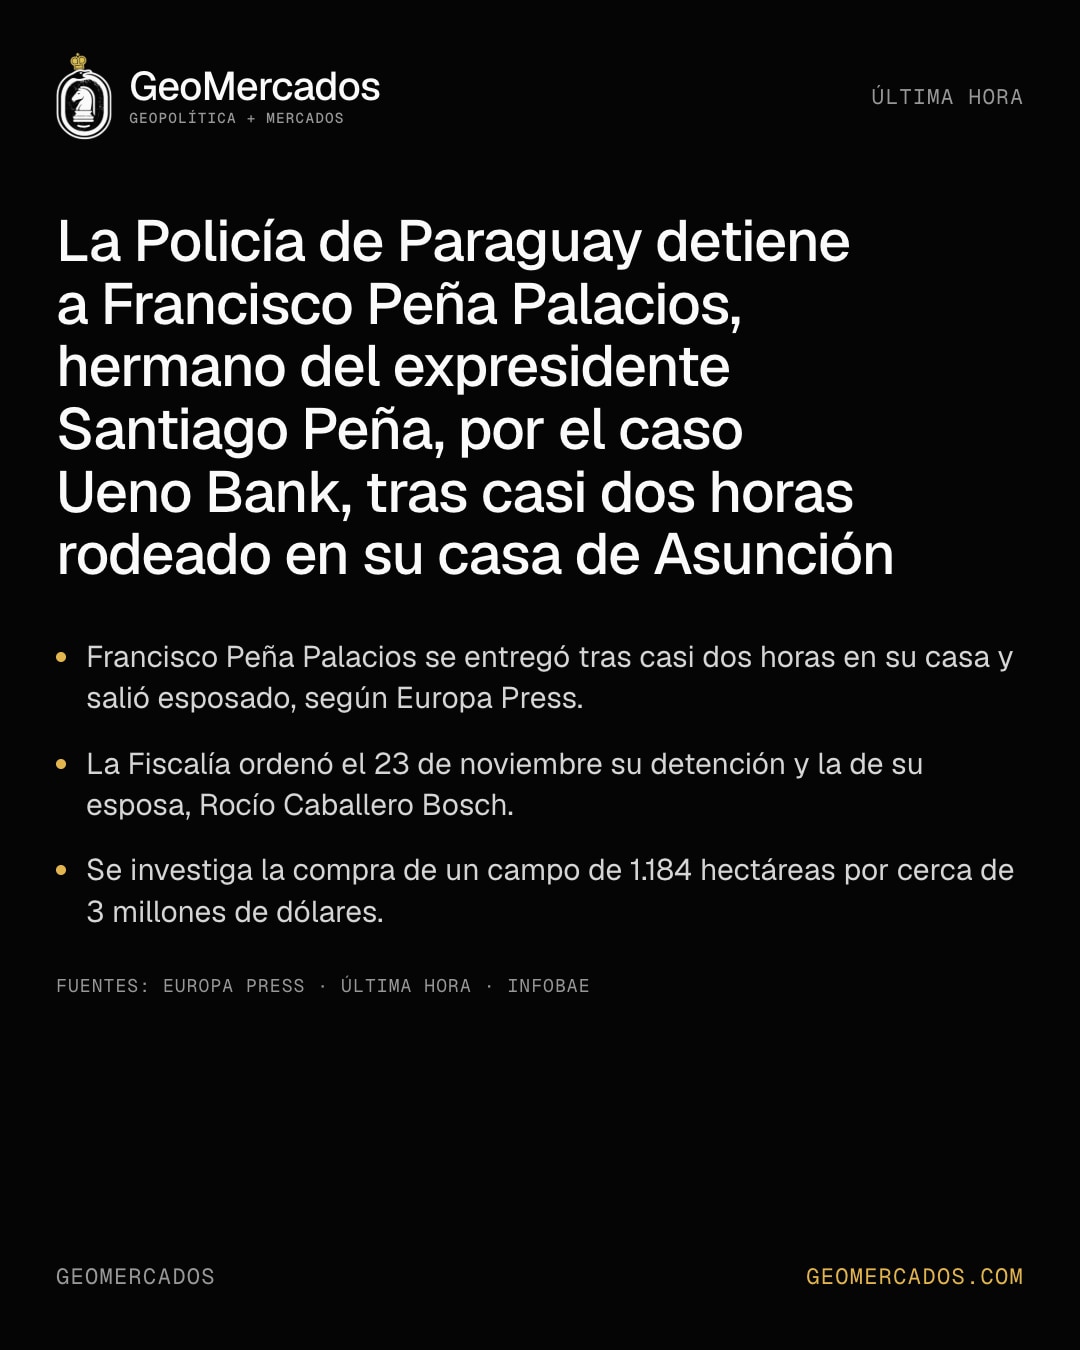 GeoMercados
GEOPOLÍTICA + MERCADOS
ÚLTIMA HORA
La Policía de Paraguay detiene
a Francisco Peña Palacios,
hermano del expresidente
Santiago Peña, por el caso
Ueno Bank, tras casi dos horas
rodeado en su casa de Asunción
• Francisco Peña Palacios se entregó tras casi dos horas en su casa y
salió esposado, según Europa Press.
• La Fiscalía ordenó el 23 de noviembre su detención y la de su
esposa, Rocío Caballero Bosch.
• Se investiga la compra de un campo de 1.184 hectáreas por cerca de
3 millones de dólares.
FUENTES: EUROPA PRESS · ÚLTIMA HORA · INFOBAE
GEOMERCADOS
GEOMERCADOS.COM